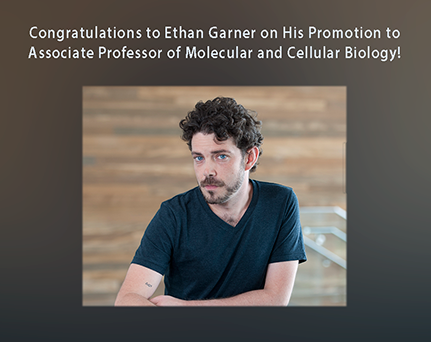 Congratulations to Ethan Garner on His Promotion to
Associate Professor of Molecular and Cellular Biology!